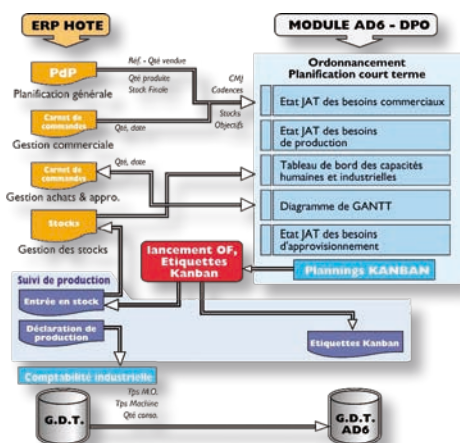 ERP HOTE
MODULE AD6 - DPO
PdP
Planification générale
Réf. - Qté vendue
Qté produite
Stock Finale
CMJ
Cadences
Stocks
Objectifs
Carnet de
commandes
Gestion commerciale
Qté, date
Carnet de
commandes
Gestion achats & appro.
Qté, date
Stocks
Gestion des stocks
Ordonnancement
Planification court terme
Etat JAT des besoins commerciaux
Etat JAT des besoins
de production
Tableau de bord des capacités
humaines et industrielles
Diagramme de GANTT
Etat JAT des besoins
d'approvisionnement
lancement OF,
Etiquettes
Kanban
Plannings KANBAN
Suivi de production
Entrée en stock
Déclaration de
production
Etiquettes Kanban
Comptabilité industrielle
Tps M.O.
Tps Machine
Qté conso.
G.D.T.
G.D.T.
AD6